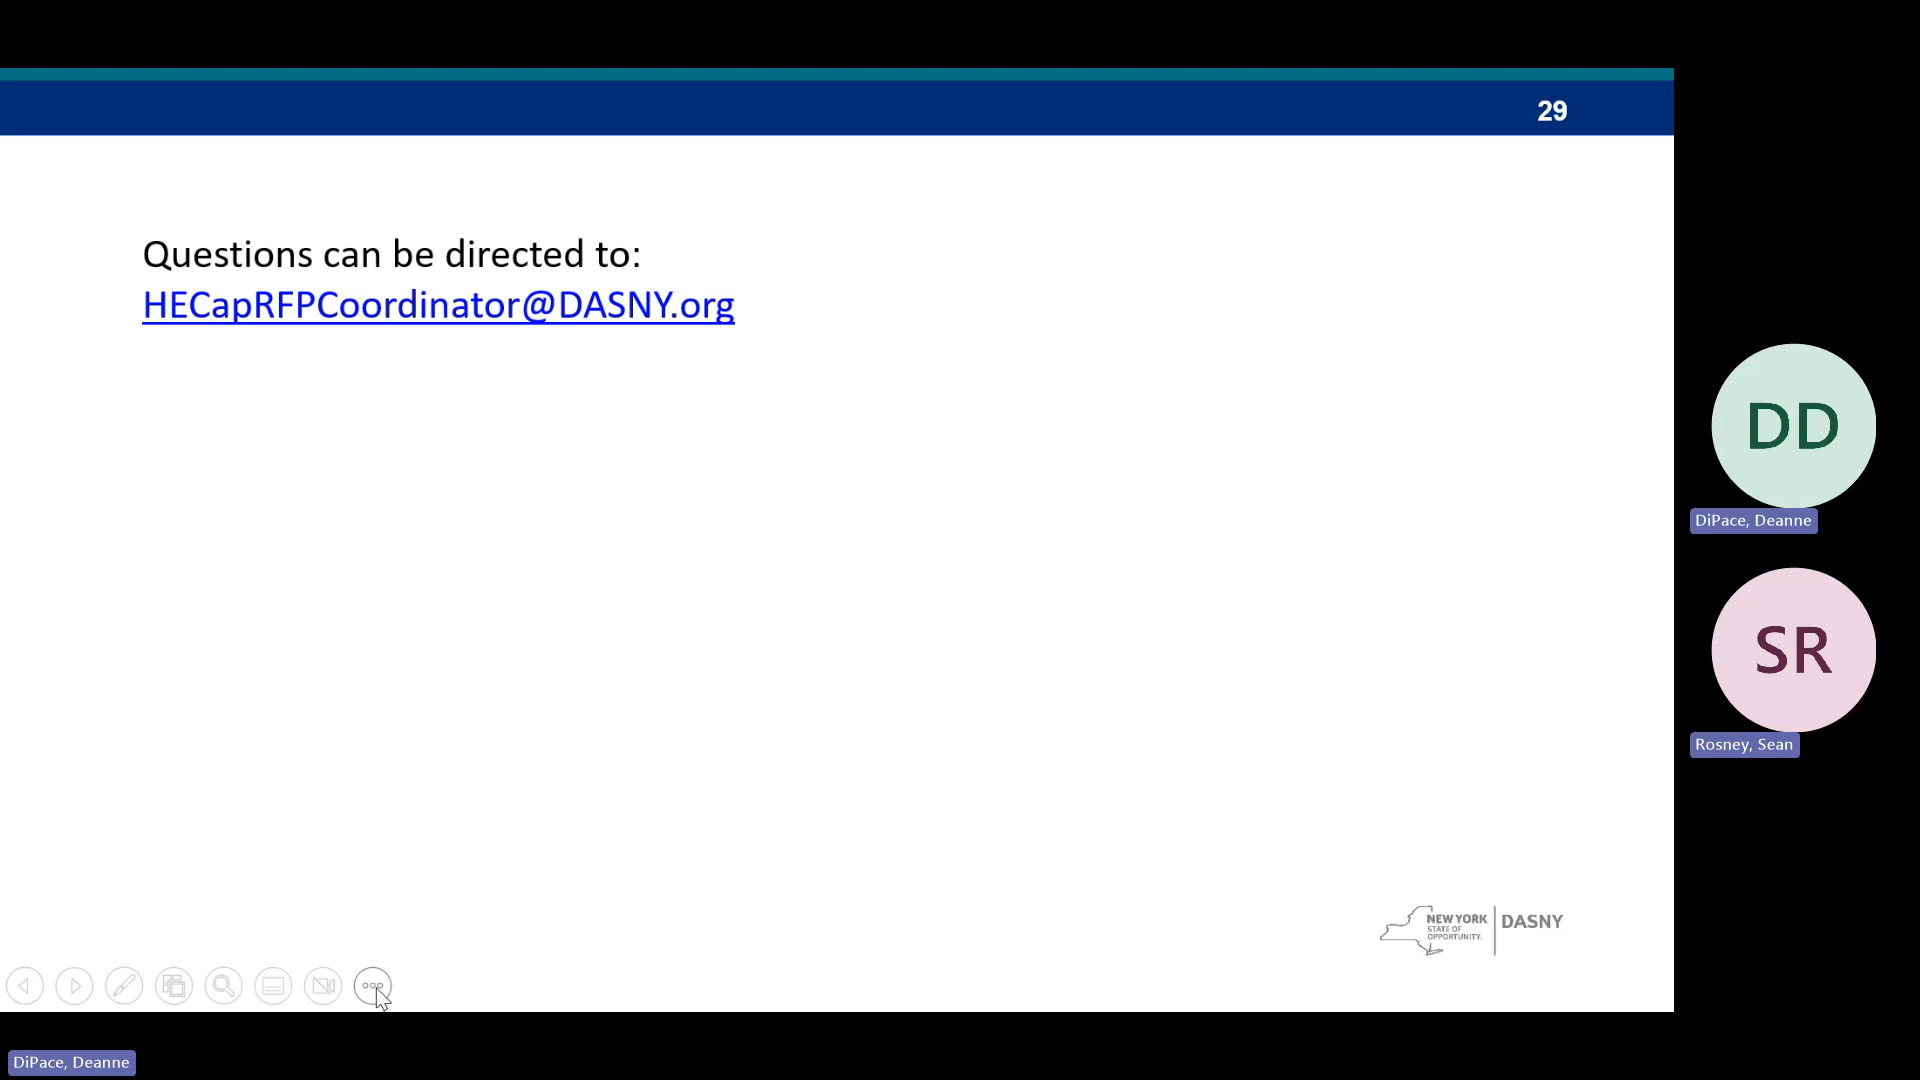 29
Questions can be directed to:
HECapRFPCoordinator@DASNY.org
DD
DiPace, Deanne
SR
Rosney, Sean
NEW YORK
STATE OF
OPPORTUNITY.
DASNY
DiPace, Deanne